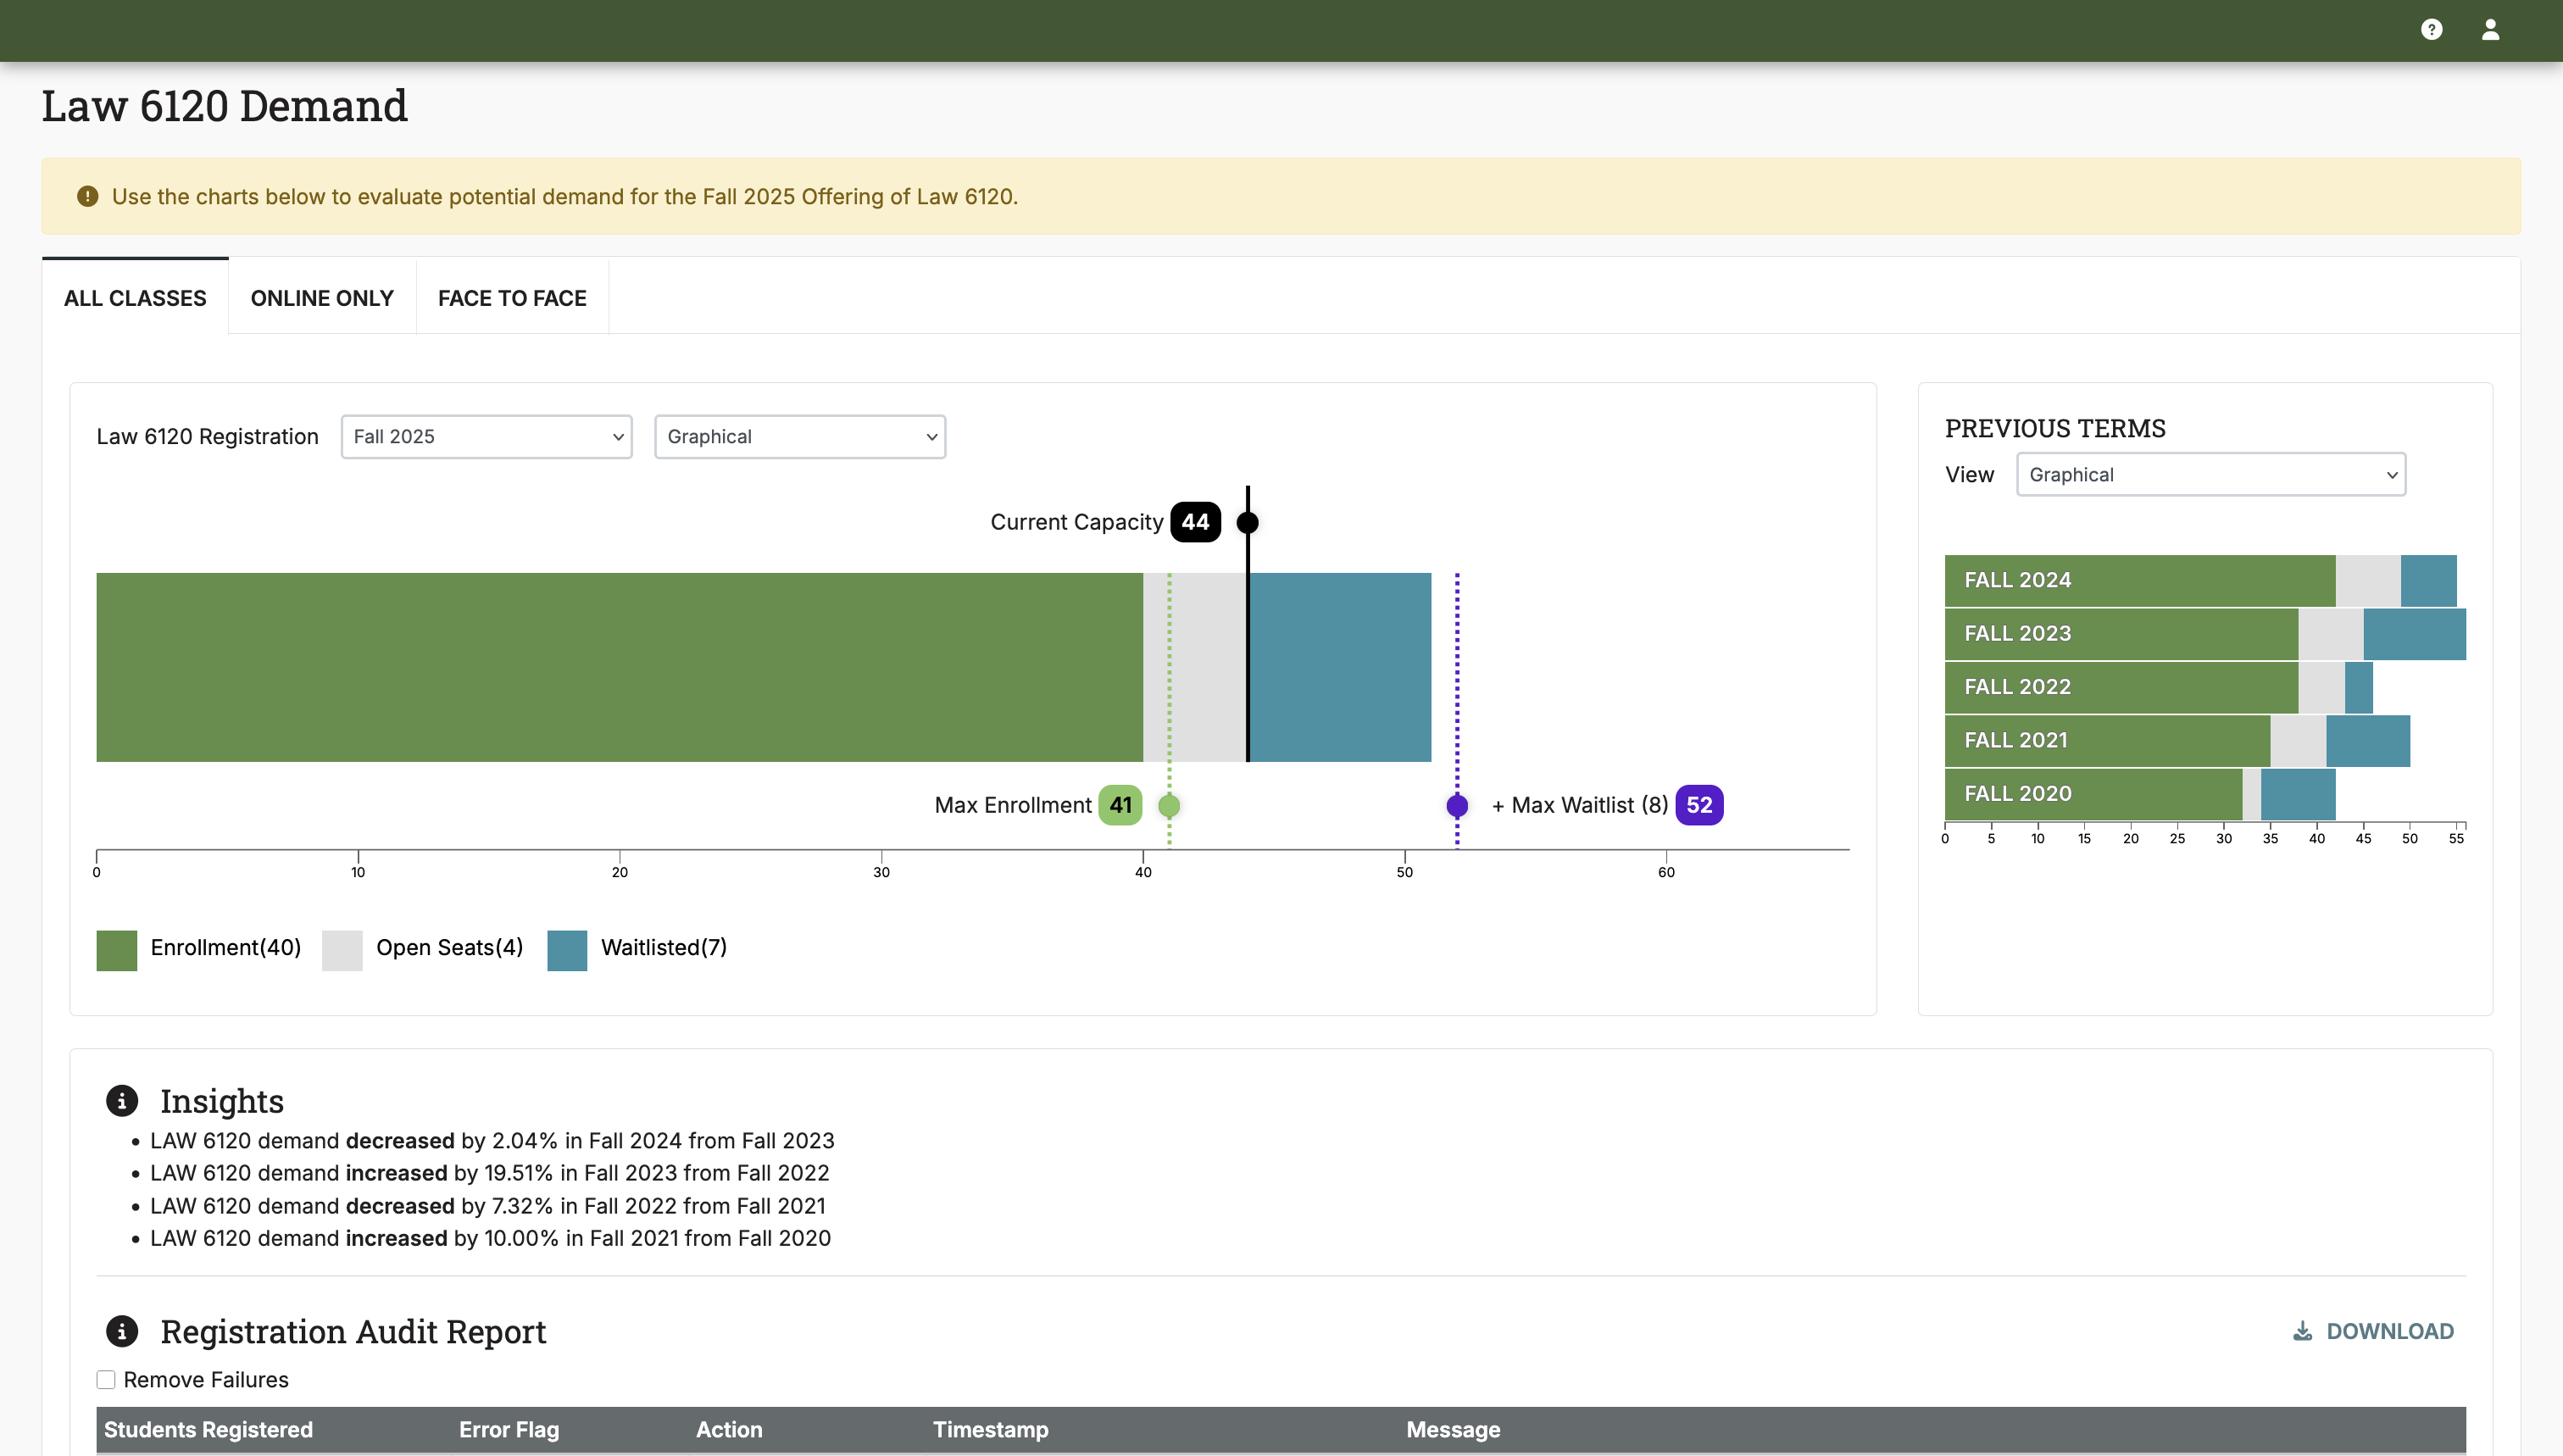 Law 6120 Demand
Use the charts below to evaluate potential demand for the Fall 2025 Offering of Law 6120.
ALL CLASSES
ONLINE ONLY
FACE TO FACE
Law 6120 Registration
Fall 2025
Graphical
Current Capacity 44
Max Enrollment 41
+ Max Waitlist (8) 52
0 10 20 30 40 50 60
Enrollment(40)
Open Seats(4)
Waitlisted(7)
PREVIOUS TERMS
View Graphical
FALL 2024
FALL 2023
FALL 2022
FALL 2021
FALL 2020
0 5 10 15 20 25 30 35 40 45 50 55
Insights
LAW 6120 demand decreased by 2.04% in Fall 2024 from Fall 2023
LAW 6120 demand increased by 19.51% in Fall 2023 from Fall 2022
LAW 6120 demand decreased by 7.32% in Fall 2022 from Fall 2021
LAW 6120 demand increased by 10.00% in Fall 2021 from Fall 2020
Registration Audit Report
DOWNLOAD
Remove Failures
Students Registered Error Flag Action Timestamp Message